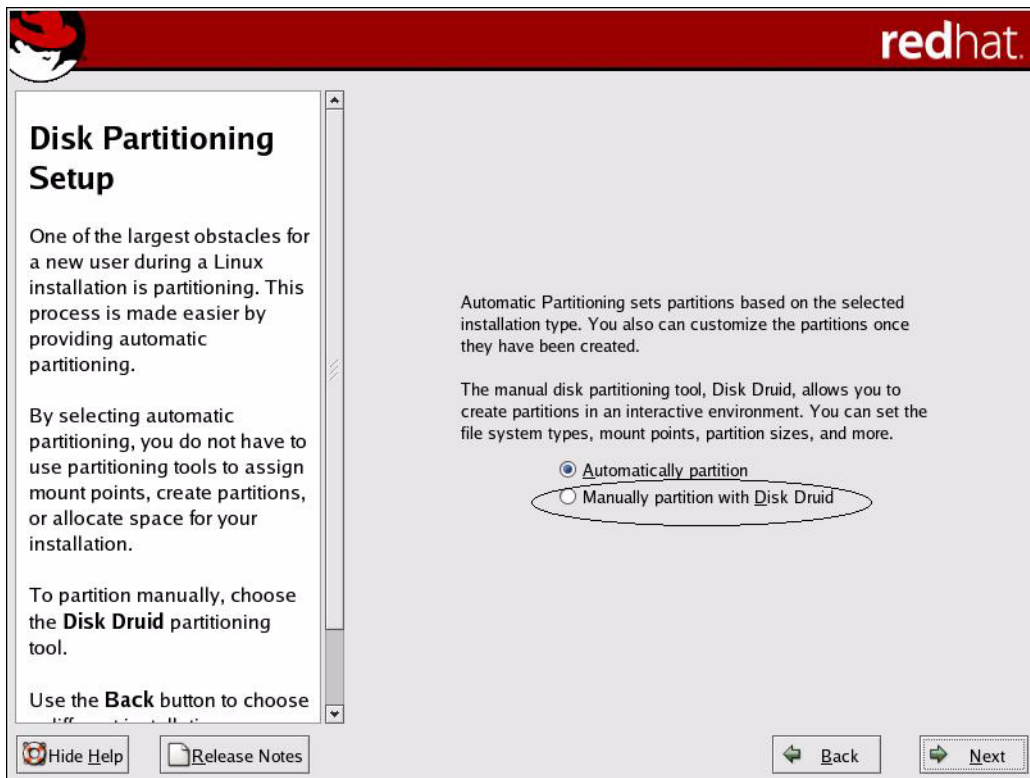 redhat.
Disk Partitioning
Setup
One of the largest obstacles for
a new user during a Linux
installation is partitioning. This
process is made easier by
providing automatic
partitioning.
By selecting automatic
partitioning, you do not have to
use partitioning tools to assign
mount points, create partitions,
or allocate space for your
installation.
To partition manually, choose
the Disk Druid partitioning
tool.
Use the Back button to choose
Automatic Partitioning sets partitions based on the selected
installation type. You also can customize the partitions once
they have been created.
The manual disk partitioning tool, Disk Druid, allows you to
create partitions in an interactive environment. You can set the
file system types, mount points, partition sizes, and more.
Automatically partition
Manually partition with Disk Druid
Hide Help
Release Notes
Back
Next